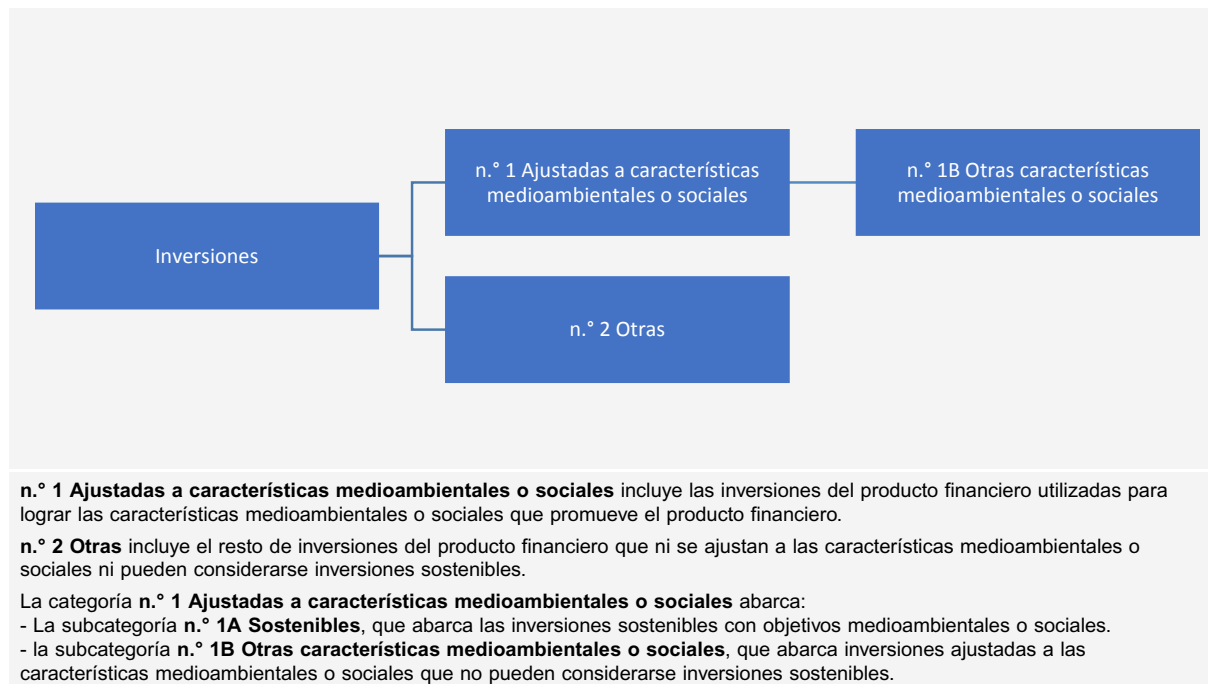 n.° 1 Ajustadas a características
medioambientales o sociales
n.° 1B Otras características
medioambientales o sociales
Inversiones
n.° 2 Otras
n.° 1 Ajustadas a características medioambientales o sociales incluye las inversiones del producto financiero utilizadas para
lograr las características medioambientales o sociales que promueve el producto financiero.
n.° 2 Otras incluye el resto de inversiones del producto financiero que ni se ajustan a las características medioambientales o
sociales ni pueden considerarse inversiones sostenibles.
La categoría n.° 1 Ajustadas a características medioambientales o sociales abarca:
- La subcategoría n.° 1A Sostenibles, que abarca las inversiones sostenibles con objetivos medioambientales o sociales.
- la subcategoría n.° 1B Otras características medioambientales o sociales, que abarca inversiones ajustadas a las
características medioambientales o sociales que no pueden considerarse inversiones sostenibles.